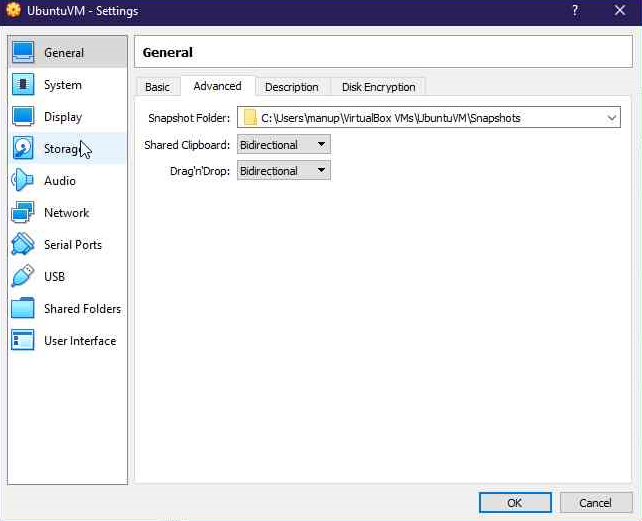 UbuntuVM - Settings
?
General
System
Display
Storage
Audio
Network
Serial Ports
USB
Shared Folders
User Interface
General
Basic Advanced Description Disk Encryption
Snapshot Folder: C:\Users\manup\VirtualBox VMs\UbuntuVM\Snapshots
Shared Clipboard: Bidirectional
Drag'n'Drop: Bidirectional
OK Cancel